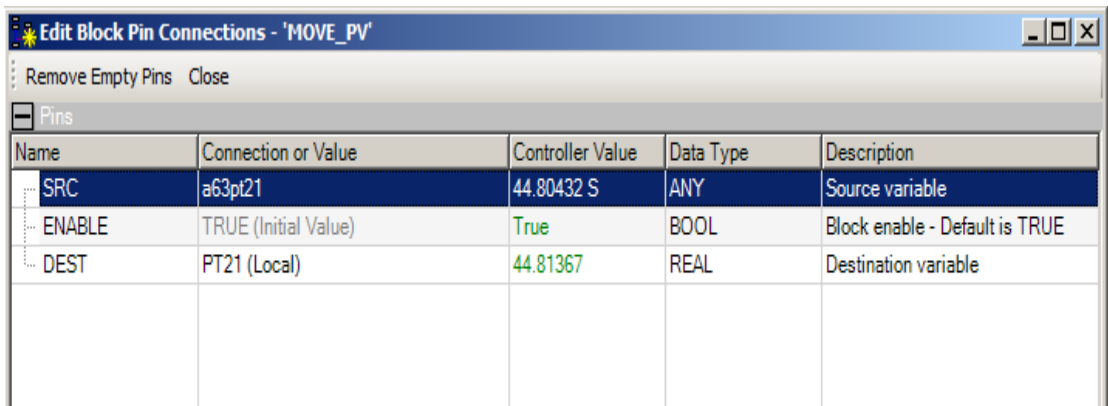 Edit Block Pin Connections - 'MOVE_PV'
Remove Empty Pins Close
Pins
Name Connection or Value Controller Value Data Type Description
SRC a63pt21 44.80432 S ANY Source variable
ENABLE TRUE (Initial Value) True BOOL Block enable - Default is TRUE
DEST PT21 (Local) 44.81367 REAL Destination variable